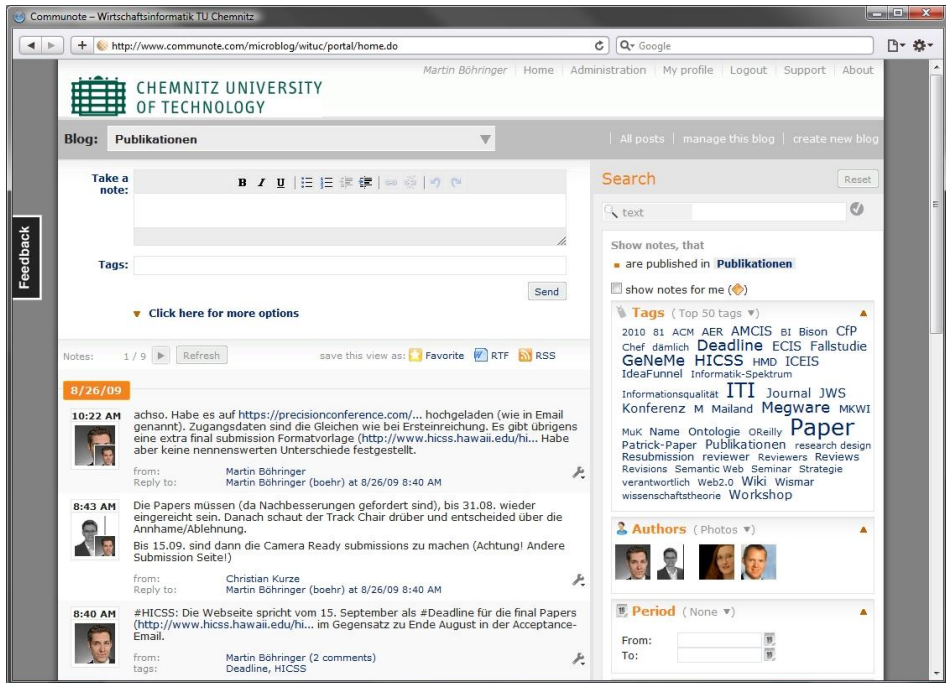 Communote – Wirtschaftsinformatik TU Chemnitz
http://www.communote.com/microblog/wituc/portal/home.do
Google
Martin Böhringer | Home | Administration | My profile | Logout | Support | About
CHEMNITZ UNIVERSITY
OF TECHNOLOGY
Blog: Publikationen
| All posts | manage this blog | create new blog
Feedback
Take a
note:
B I U
Tags:
Send
Click here for more options
Notes: 1 / 9 Refresh save this view as: Favorite RTF RSS
8/26/09
10:22 AM
achso. Habe es auf https://precisionconference.com/... hochgeladen (wie in Email
genannt). Zugangsdaten sind die Gleichen wie bei Ersteinreichung. Es gibt übrigens
eine extra final submission Formatvorlage (http://www.hicss.hawaii.edu/hi... Habe
aber keine nennenswerten Unterschiede festgestellt.
from: Martin Böhringer
Reply to: Martin Böhringer (boehr) at 8/26/09 8:40 AM
8:43 AM
Die Papers müssen (da Nachbesserungen gefordert sind), bis 31.08. wieder
eingereicht sein. Danach schaut der Track Chair drüber und entscheided über die
Annhame/Ablehnung.
Bis 15.09. sind dann die Camera Ready submissions zu machen (Achtung! Andere
Submission Seite!)
from: Christian Kurze
Reply to: Martin Böhringer (boehr) at 8/26/09 8:40 AM
8:40 AM
#HICSS: Die Webseite spricht vom 15. September als #Deadline für die final Papers
(http://www.hicss.hawaii.edu/hi... im Gegensatz zu Ende August in der Acceptance-
Email.
from: Martin Böhringer (2 comments)
tags: Deadline, HICSS
Search
Reset
text
Show notes, that
are published in Publikationen
show notes for me ( )
Tags ( Top 50 tags ▼)
2010 81 ACM AER AMCIS BI Bison CfP
Chef dämlich Deadline ECIS Fallstudie
GeNeMe HICSS HMD ICEIS
IdeaFunnel Informatik-Spektrum
Informationsqualität ITI Journal JWS
Konferenz M Mailand Megware MKWI
MuK Name Ontologie OReilly Paper
Patrick-Paper Publikationen research design
Resubmission reviewer Reviewers Reviews
Revisions Semantic Web Seminar Strategie
verantwortlich Web2.0 Wiki Wismar
wissenschaftstheorie Workshop
Authors ( Photos ▼)
Period ( None ▼)
From:
To: